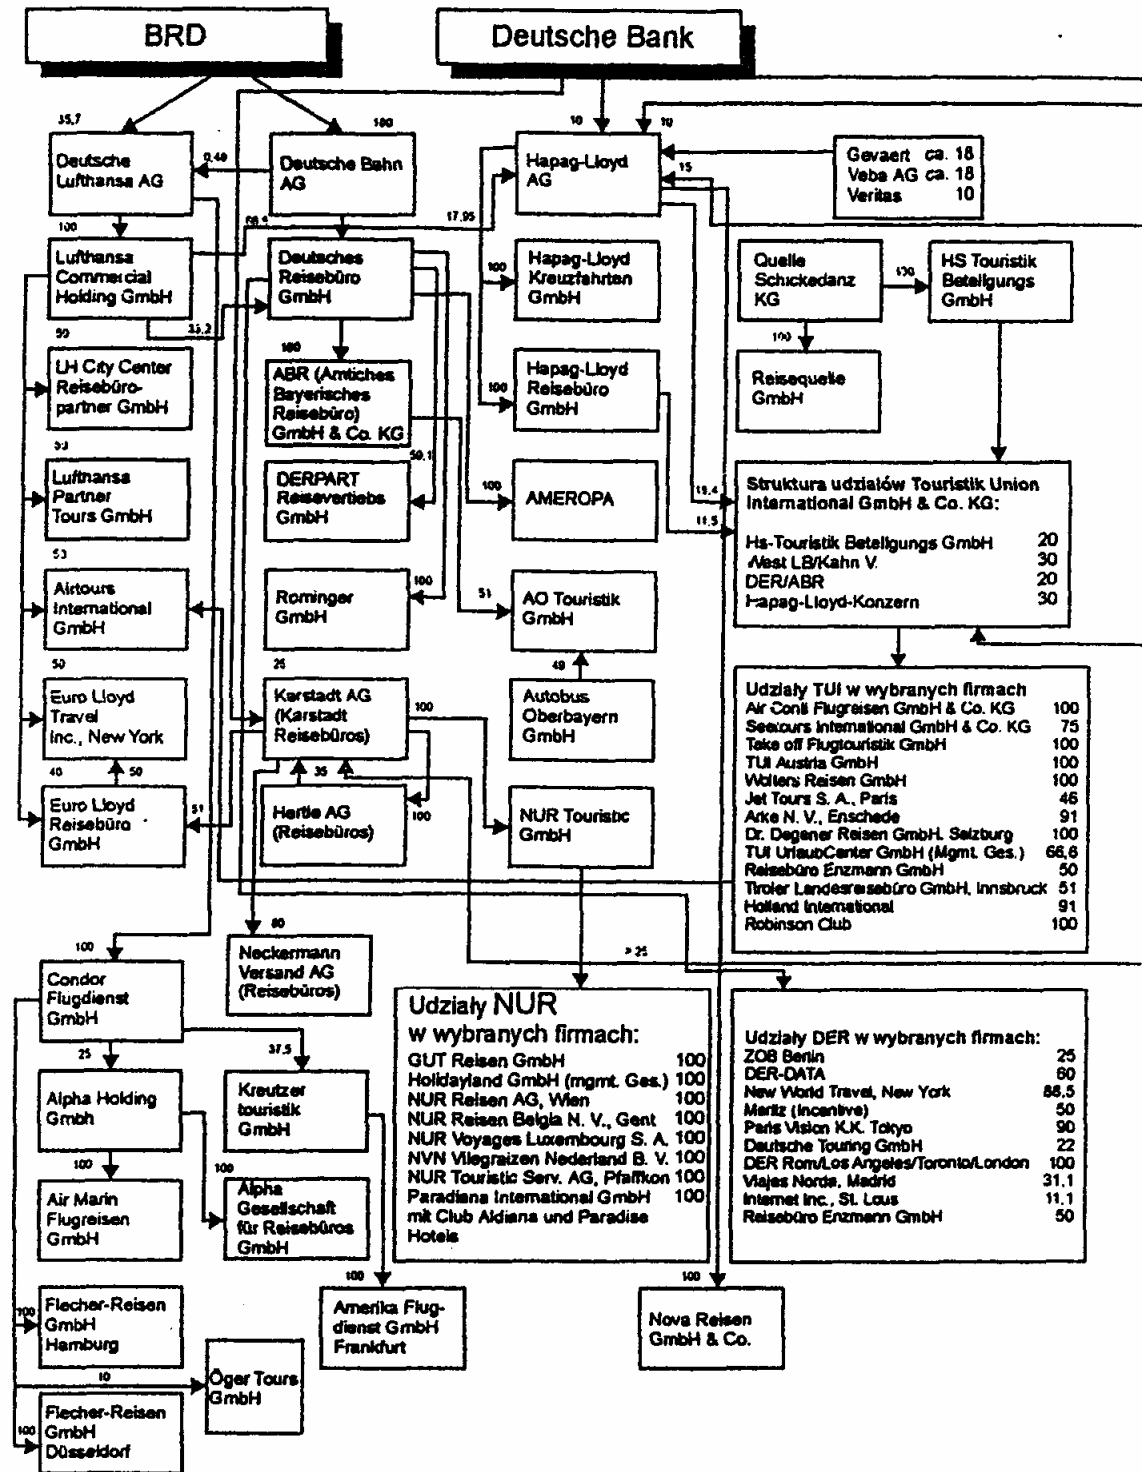 BRD
Deutsche Bank
35,7
100
10
10
Deutsche
Lufthansa AG
0,40
Deutsche Bahn
AG
Hapag-Lloyd
AG
15
Gevaert ca. 18
Veba AG ca. 18
Veritas 10
100
17,95
Lufthansa
Commercial
Holding GmbH
Deutsches
Reisebüro
GmbH
100
Hapag-Lloyd
Kreuzfahrten
GmbH
Quelle
Schickedanz
KG
100
HS Touristik
Beteiligungs
GmbH
33,2
50
100
100
LH City Center
Reisebüro-
partner GmbH
ABR (Amtiches
Bayerisches
Reisebüro)
GmbH & Co. KG
100
Hapag-Lloyd
Reisebüro
GmbH
Reisequelle
GmbH
50
50,1
Lufthansa
Partner
Tours GmbH
DERPART
Reisevertiebs
GmbH
100
AMEROPA
11,5
Struktura udziałów Touristik Union
International GmbH & Co. KG:
Hs-Touristik Beteiligungs GmbH 20
West LB/Kahn V. 30
DER/ABR 20
Hapag-Lloyd-Konzern 30
50
Airtours
International
GmbH
Rominger
GmbH
100
51
AO Touristik
GmbH
50
25
49
Euro Lloyd
Travel
Inc., New York
Karstadt AG
(Karstadt
Reisebüros)
100
Autobus
Oberbayern
GmbH
Udziały TUI w wybranych firmach
Air Conti Flugreisen GmbH & Co. KG 100
Seetours International GmbH & Co. KG 75
Take off Flugtouristik GmbH 100
TUI Austria GmbH 100
Wolters Reisen GmbH 100
Jet Tours S. A., Paris 46
Arke N. V., Enschede 91
Dr. Degener Reisen GmbH, Salzburg 100
TUI UrlaubCenter GmbH (Mgmt. Ges.) 66,6
Reisebüro Enzmann GmbH 50
Tiroler Landesreisebüro GmbH, Innsbruck 51
Holland International 91
Robinson Club 100
40
50
35
Euro Lloyd
Reisebüro
GmbH
51
Hertie AG
(Reisebüros)
100
NUR Touristic
GmbH
100
80
> 25
Neckermann
Versand AG
(Reisebüros)
Condor
Flugdienst
GmbH
Udziały NUR
w wybranych firmach:
GUT Reisen GmbH 100
Holidayland GmbH (mgmt. Ges.) 100
NUR Reisen AG, Wien 100
NUR Reisen Belgia N. V., Gent 100
NUR Voyages Luxembourg S. A. 100
NVN Vliegraizen Nederland B. V. 100
NUR Touristic Serv. AG, Pfaffikon 100
Paradiana International GmbH 100
mit Club Aldiana und Paradise
Hotels
Udziały DER w wybranych firmach:
ZOB Berlin 25
DER-DATA 60
New World Travel, New York 88,5
Maritz (Incentive) 50
Paris Vision K.K. Tokyo 90
Deutsche Touring GmbH 22
DER Rom/Los Angeles/Toronto/London 100
Viajes Norda, Madrid 31.1
Internet Inc., St. Lous 11.1
Reisebüro Enzmann GmbH 50
25
37,5
Alpha Holding
Gmbh
Kreutzer
touristik
GmbH
100
100
Air Marin
Flugreisen
GmbH
Alpha
Gesellschaft
für Reisebüros
GmbH
100
100
100
Flecher-Reisen
GmbH
Hamburg
Amerika Flug-
dienst GmbH
Frankfurt
Nova Reisen
GmbH & Co.
10
Öger Tours
GmbH
100
Flecher-Reisen
GmbH
Düsseldorf